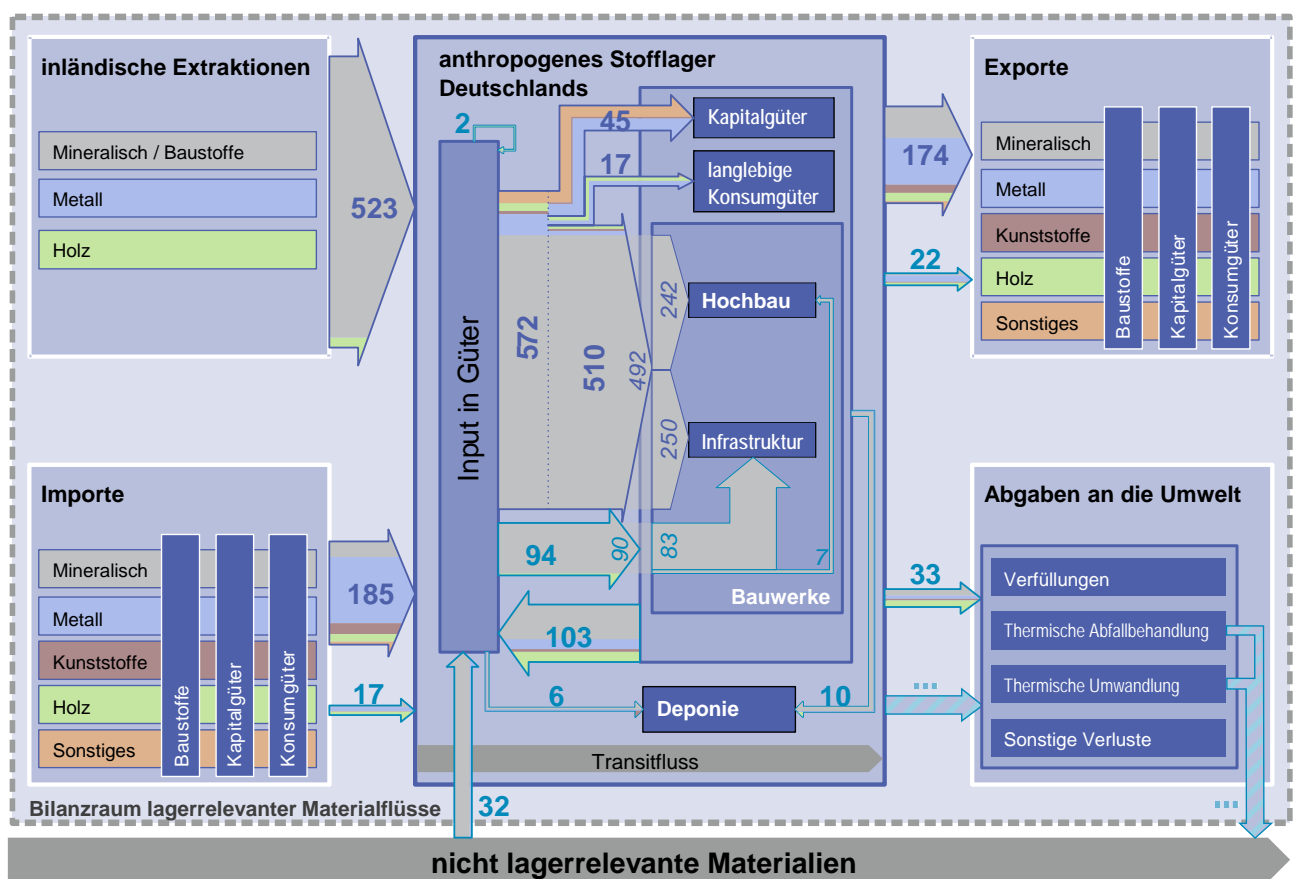 inländische Extraktionen
Mineralisch / Baustoffe
Metall
Holz
523
anthropogenes Stofflager
Deutschlands
2
45
Kapitalgüter
17
langlebige
Konsumgüter
Input in Güter
572
510
492
242
Hochbau
250
Infrastruktur
94
90
83
7
Bauwerke
103
6
Deponie
10
Transitfluss
174
22
Exporte
Mineralisch
Metall
Kunststoffe
Holz
Sonstiges
Baustoffe
Kapitalgüter
Konsumgüter
Importe
Mineralisch
Metall
Kunststoffe
Holz
Sonstiges
Baustoffe
Kapitalgüter
Konsumgüter
185
17
33
...
Abgaben an die Umwelt
Verfüllungen
Thermische Abfallbehandlung
Thermische Umwandlung
Sonstige Verluste
...
Bilanzraum lagerrelevanter Materialflüsse
32
nicht lagerrelevante Materialien